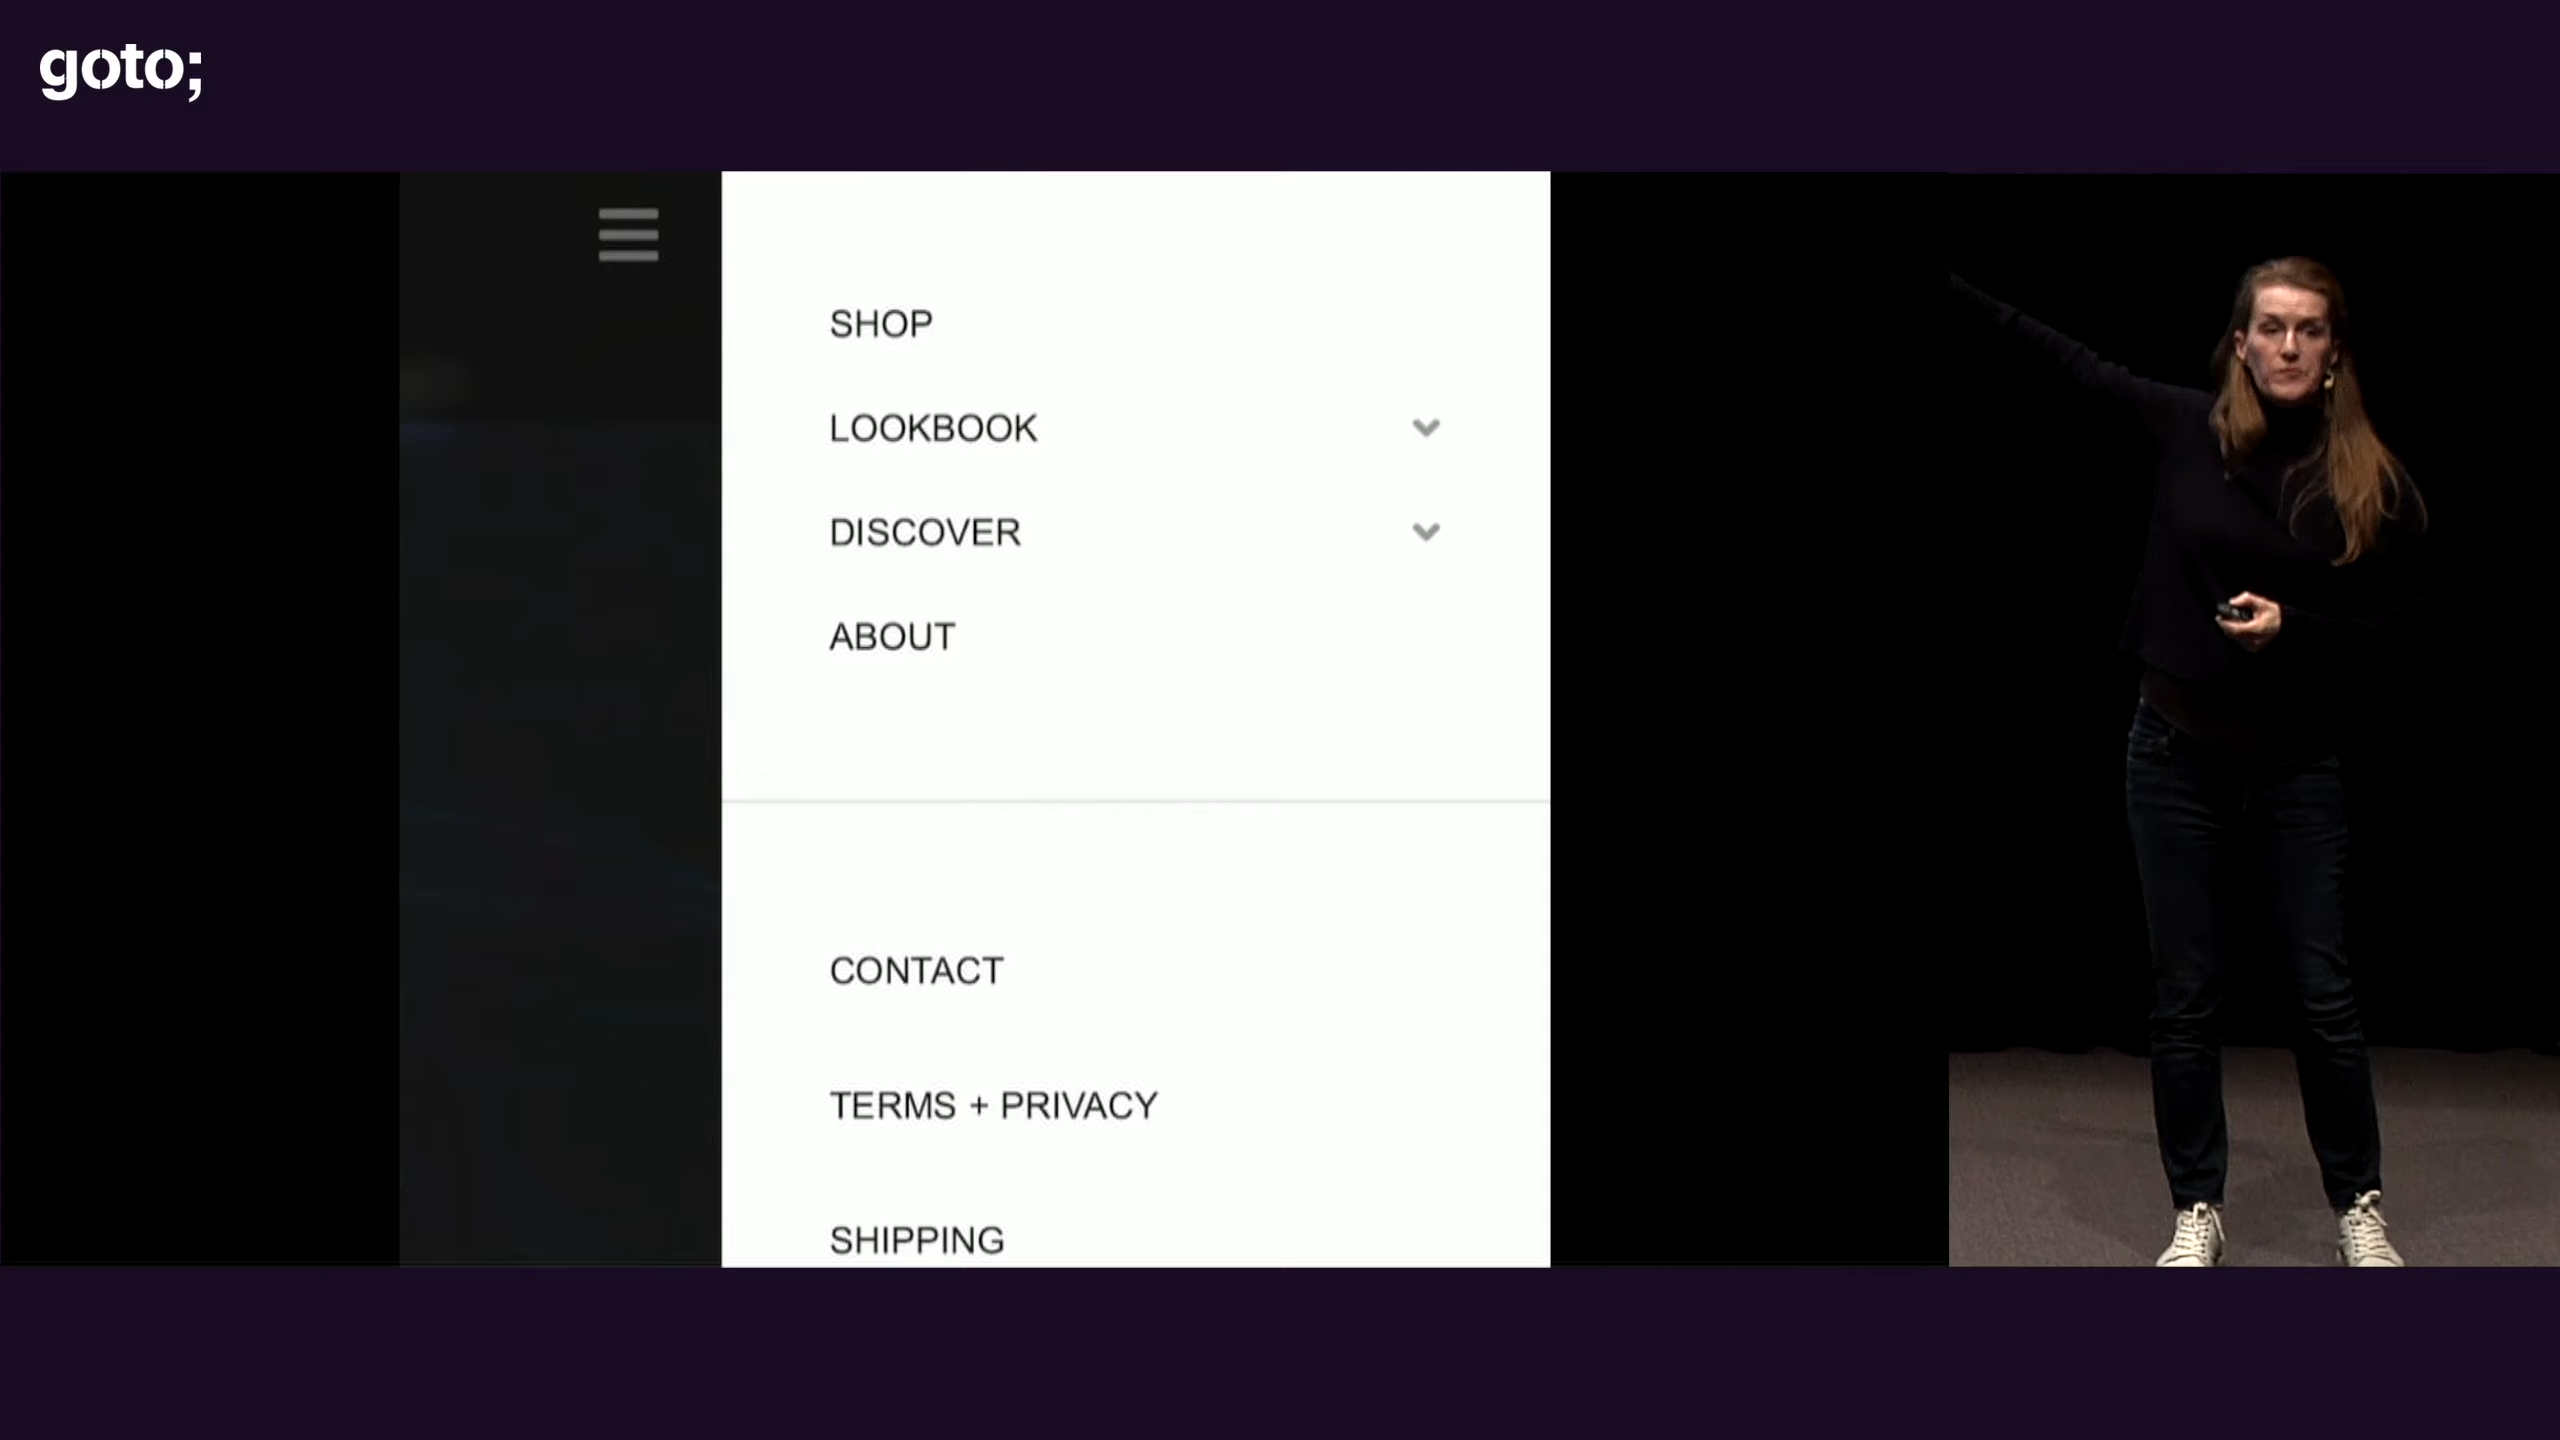 goto;
SHOP
LOOKBOOK
DISCOVER
ABOUT
CONTACT
TERMS + PRIVACY
SHIPPING